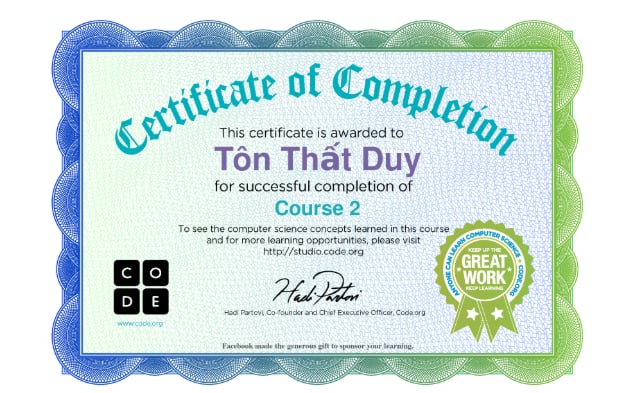 Certificate of Completion
This certificate is awarded to
Tôn Thất Duy
for successful completion of
Course 2
To see the computer science concepts learned in this course
and for more learning opportunities, please visit
http://studio.code.org
C O
D E
www.code.org
Hadi Partovi
Hadi Partovi, Co-founder and Chief Executive Officer, Code.org
ANYONE CAN LEARN COMPUTER SCIENCE • CODE.ORG
KEEP UP THE
GREAT
WORK
KEEP LEARNING
Facebook made the generous gift to sponsor your learning.